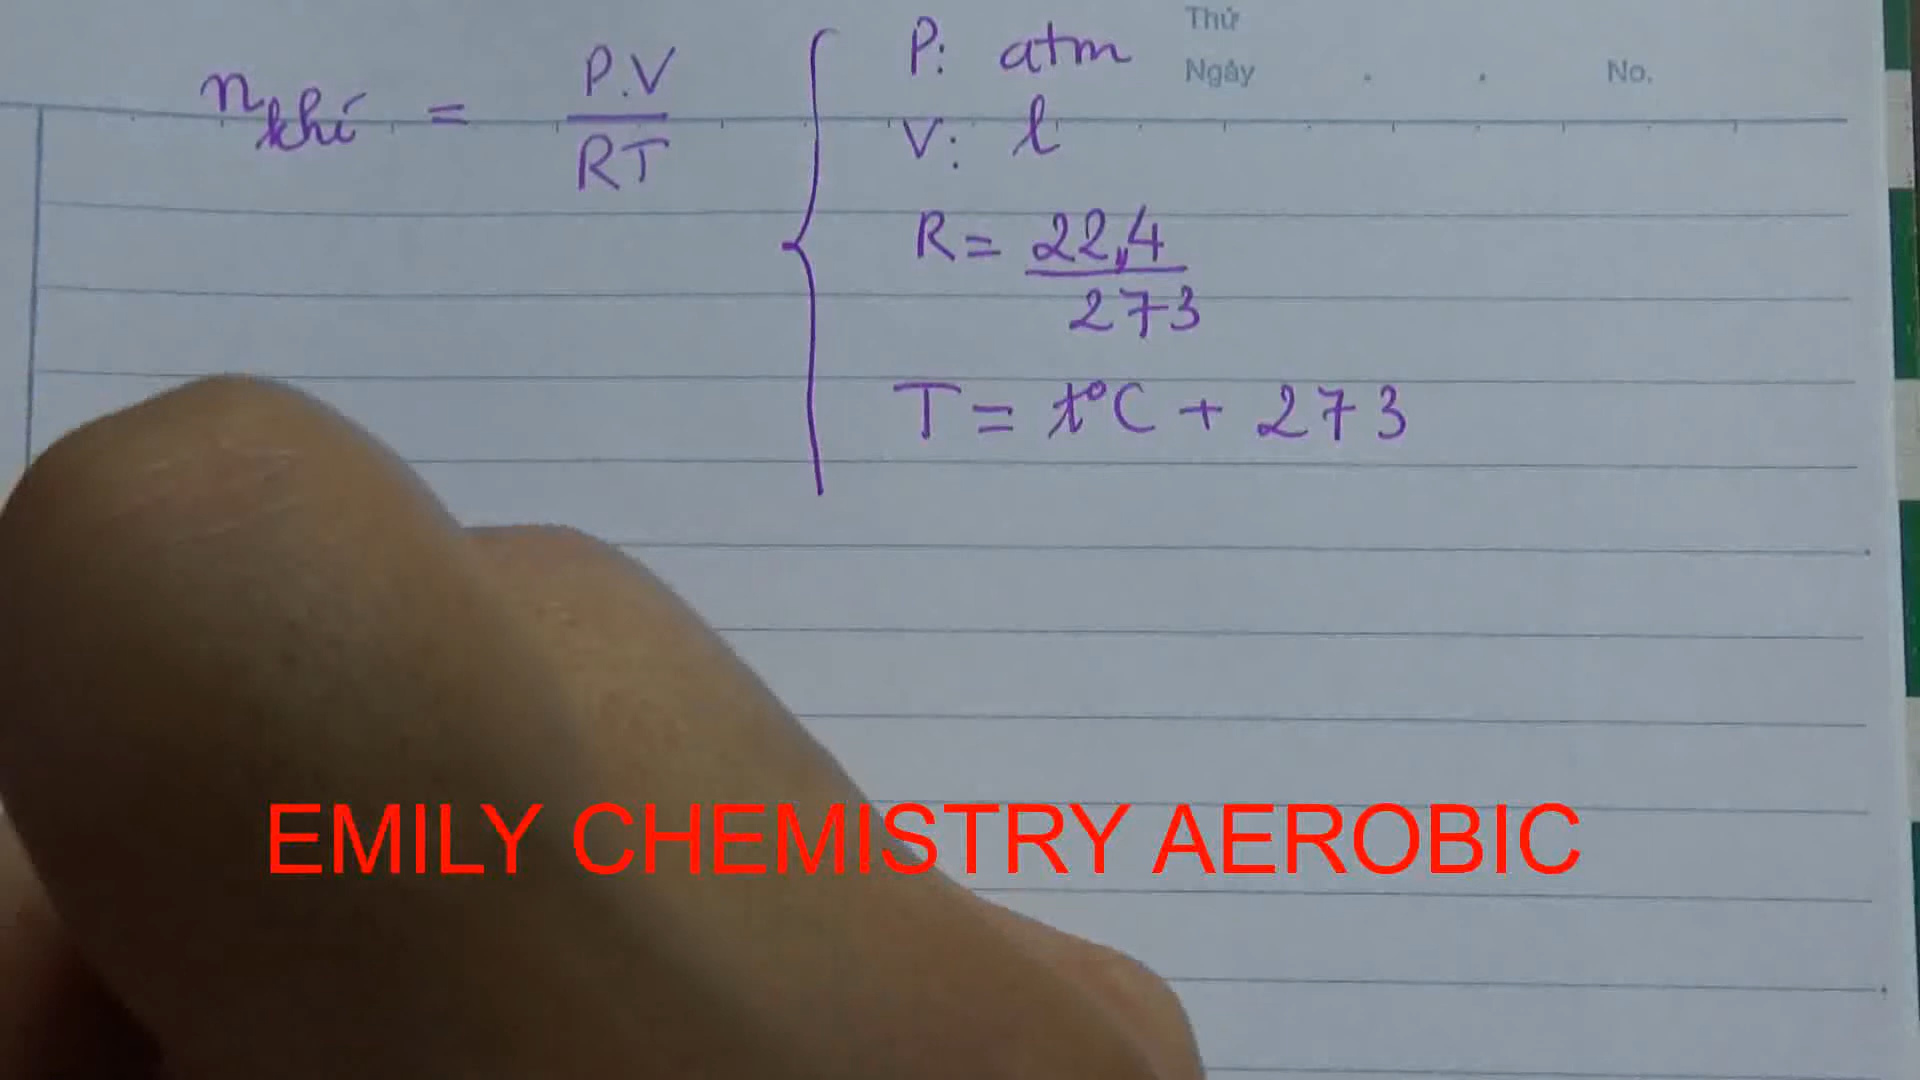 Thứ
Ngày . . No.
n khí = P.V / RT
P: atm
V: l
R = 22,4 / 273
T = t°C + 273
EMILY CHEMISTRY AEROBIC